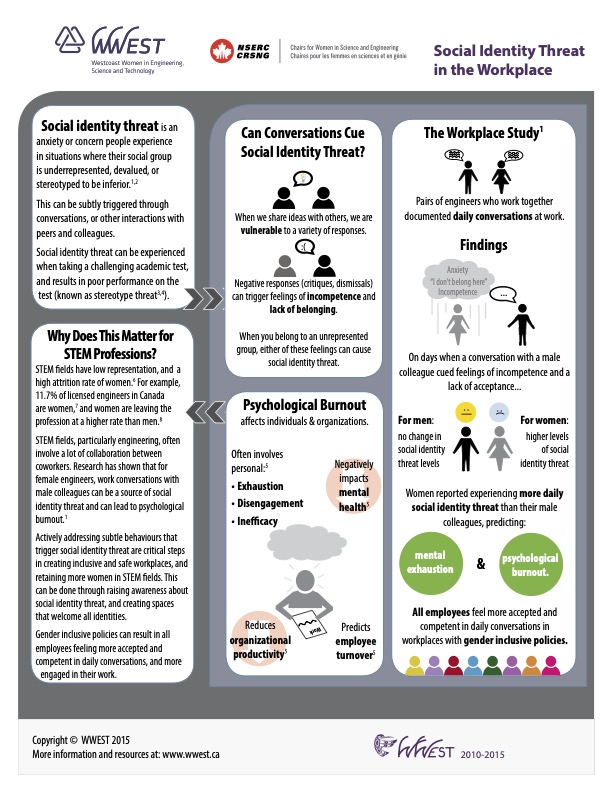 WWEST
Westcoast Women in Engineering,
Science and Technology
NSERC
CRSNG
Chairs for Women in Science and Engineering
Chaires pour les femmes en sciences et en génie
Social Identity Threat
in the Workplace
Social identity threat is an
anxiety or concern people experience
in situations where their social group
is underrepresented, devalued, or
stereotyped to be inferior.1,2
This can be subtly triggered through
conversations, or other interactions with
peers and colleagues.
Social identity threat can be experienced
when taking a challenging academic test,
and results in poor performance on the
test (known as stereotype threat3,4).
Why Does This Matter for
STEM Professions?
STEM fields have low representation, and a
high attrition rate of women.6 For example,
11.7% of licensed engineers in Canada
are women,7 and women are leaving the
profession at a higher rate than men.8
STEM fields, particularly engineering, often
involve a lot of collaboration between
coworkers. Research has shown that for
female engineers, work conversations with
male colleagues can be a source of social
identity threat and can lead to psychological
burnout.1
Actively addressing subtle behaviours that
trigger social identity threat are critical steps
in creating inclusive and safe workplaces, and
retaining more women in STEM fields. This
can be done through raising awareness about
social identity threat, and creating spaces
that welcome all identities.
Gender inclusive policies can result in all
employees feeling more accepted and
competent in daily conversations, and more
engaged in their work.
Can Conversations Cue
Social Identity Threat?
When we share ideas with others, we are
vulnerable to a variety of responses.
:(
Negative responses (critiques, dismissals)
can trigger feelings of incompetence and
lack of belonging.
When you belong to an unrepresented
group, either of these feelings can cause
social identity threat.
Psychological Burnout
affects individuals & organizations.
Often involves
personal:5
• Exhaustion
• Disengagement
• Inefficacy
Negatively
impacts
mental
health5
Work
Reduces
organizational
productivity5
Predicts
employee
turnover5
The Workplace Study1
Pairs of engineers who work together
documented daily conversations at work.
Findings
Anxiety
"I don't belong here"
Incompetence
...
On days when a conversation with a male
colleague cued feelings of incompetence and a
lack of acceptance...
For men:
no change in
social identity
threat levels
For women:
higher levels
of social
identity threat
Women reported experiencing more daily
social identity threat than their male
colleagues, predicting:
mental
exhaustion
&
psychological
burnout.
All employees feel more accepted and
competent in daily conversations in
workplaces with gender inclusive policies.
Copyright © WWEST 2015
More information and resources at: www.wwest.ca
WWEST 2010-2015